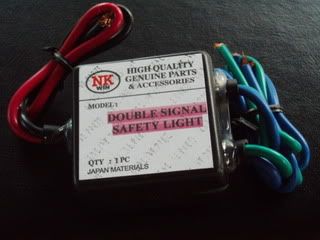 NK
WIN
HIGH QUALITY
GENUINE PARTS
& ACCESSORIES
MODEL :
DOUBLE SIGNAL
SAFETY LIGHT
QTY : 1 PC
JAPAN MATERIALS